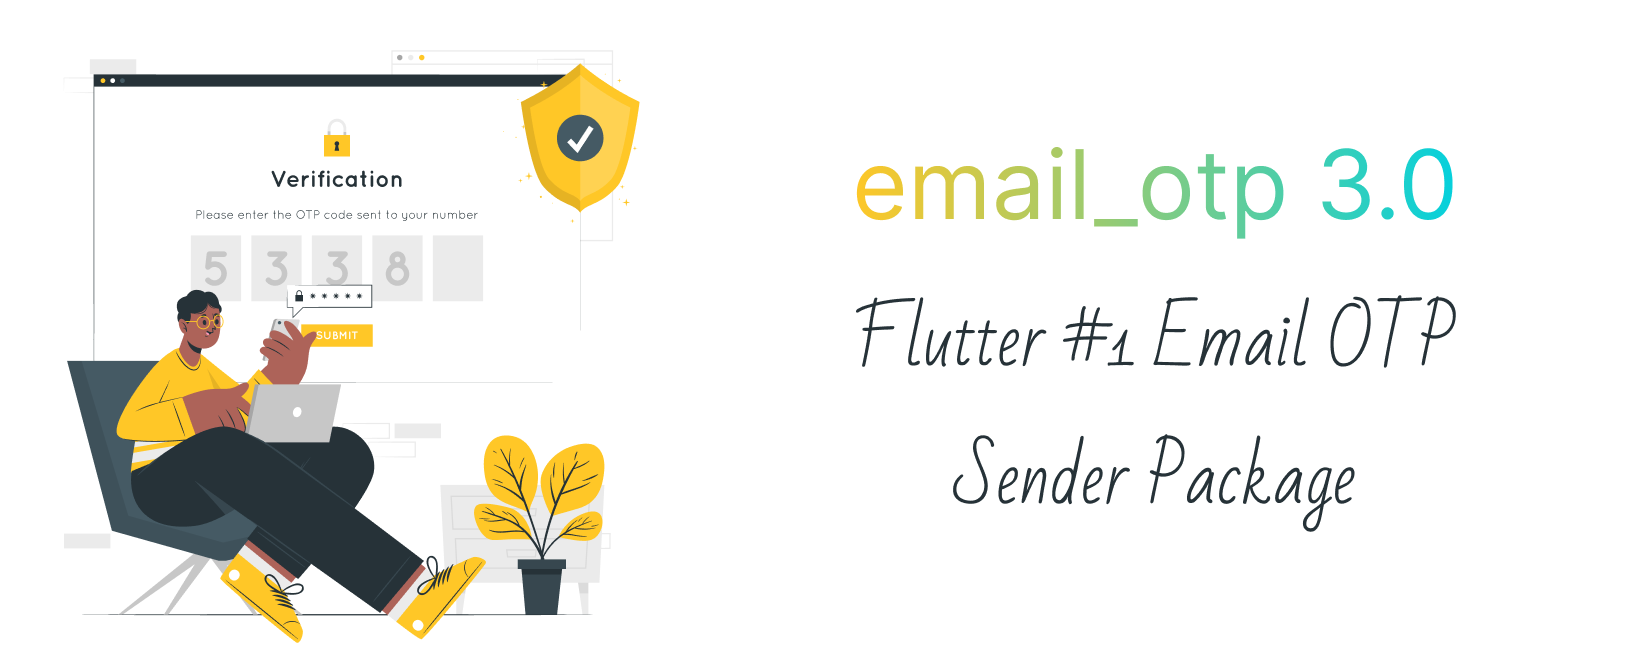 Verification
Please enter the OTP code sent to your number
5 3 3 8
* * * * *
SUBMIT
email_otp 3.0
Flutter #1 Email OTP
Sender Package